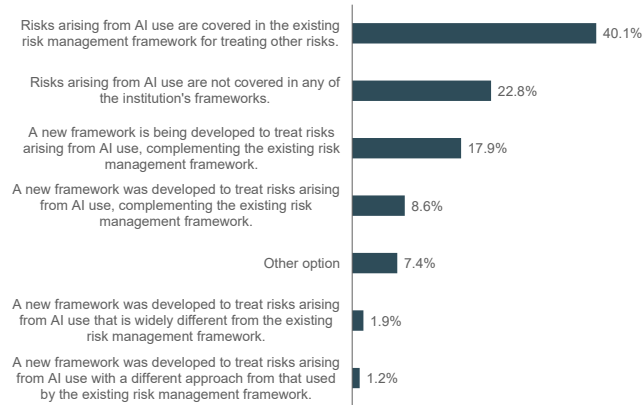 Risks arising from AI use are covered in the existing
risk management framework for treating other risks.
40.1%
Risks arising from AI use are not covered in any of
the institution's frameworks.
22.8%
A new framework is being developed to treat risks
arising from AI use, complementing the existing risk
management framework.
17.9%
A new framework was developed to treat risks arising
from AI use, complementing the existing risk
management framework.
8.6%
Other option
7.4%
A new framework was developed to treat risks arising
from AI use that is widely different from the existing
risk management framework.
1.9%
A new framework was developed to treat risks arising
from AI use with a different approach from that used
by the existing risk management framework.
1.2%